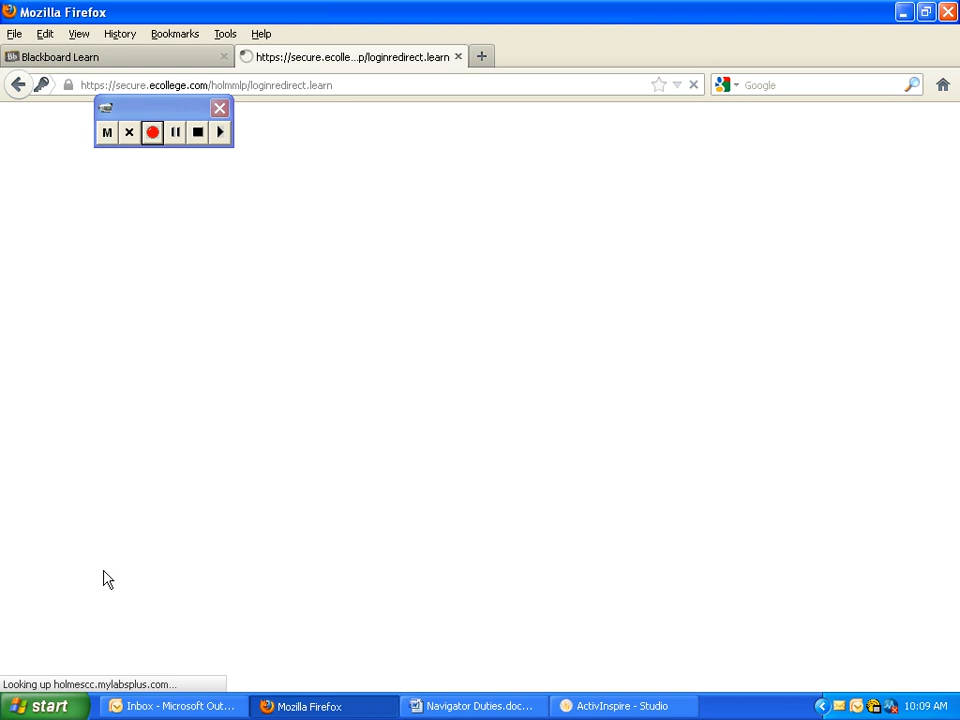 Mozilla Firefox
File Edit View History Bookmarks Tools Help
Bb Blackboard Learn
https://secure.ecolle...p/loginredirect.learn
https://secure.ecollege.com/holmmlp/loginredirect.learn
Google
M
Looking up holmescc.mylabsplus.com...
start
Inbox - Microsoft Out...
Mozilla Firefox
Navigator Duties.doc...
ActivInspire - Studio
10:09 AM